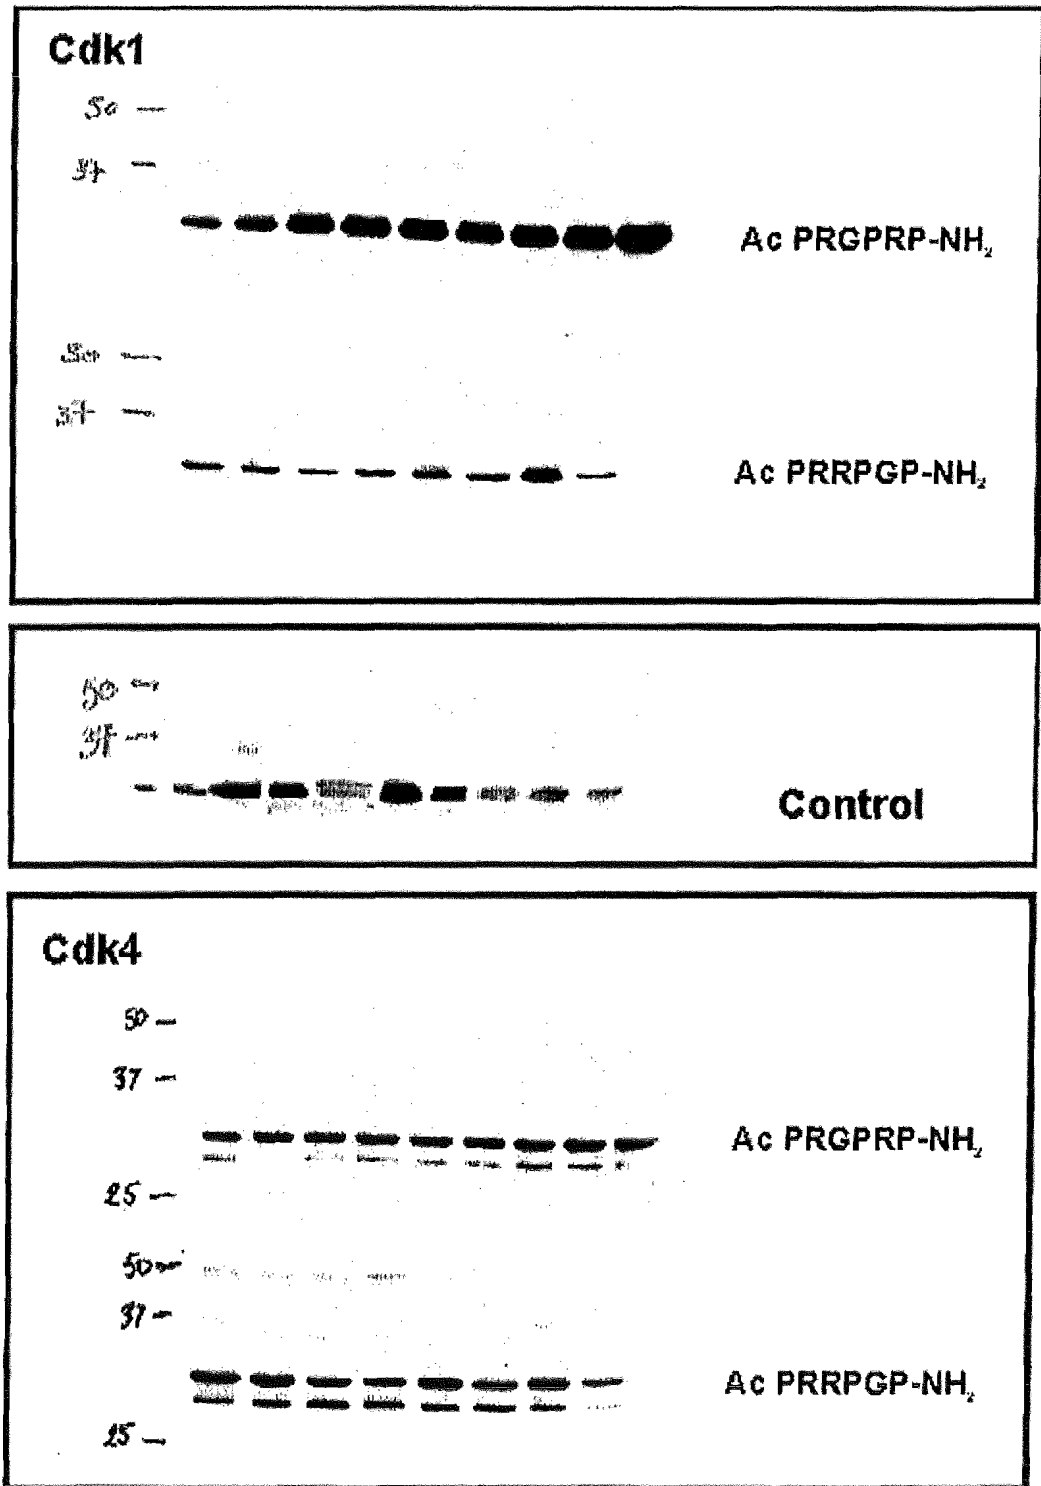 Cdk1
50
37
Ac PRGPRP-NH₂
50
37
Ac PRRPGP-NH₂
50
37
Control
Cdk4
50
37
Ac PRGPRP-NH₂
25
50
37
Ac PRRPGP-NH₂
25